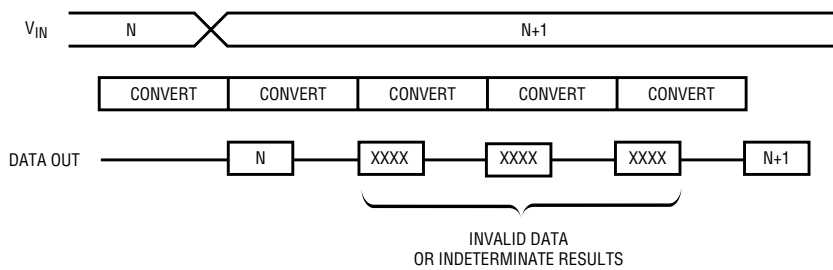 VIN N N+1
CONVERT CONVERT CONVERT CONVERT CONVERT
DATA OUT N XXXX XXXX XXXX N+1
INVALID DATA
OR INDETERMINATE RESULTS